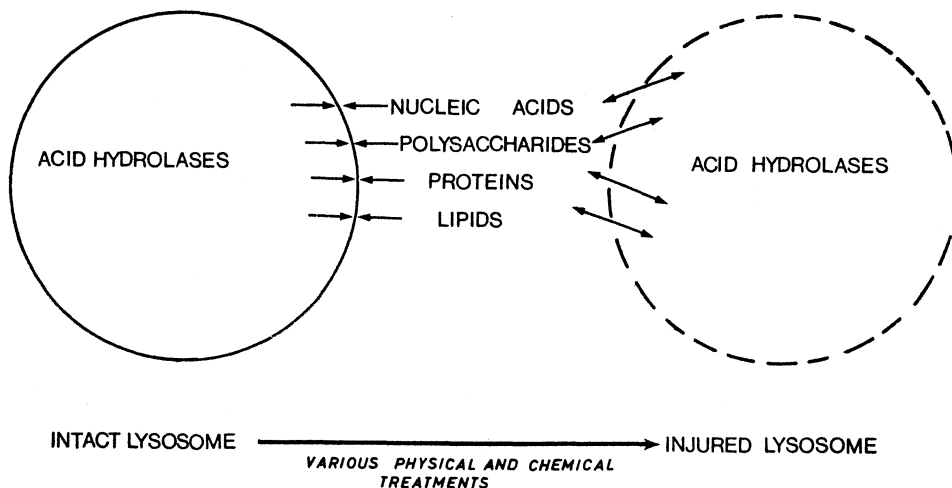 NUCLEIC ACIDS
POLYSACCHARIDES
ACID HYDROLASES
PROTEINS
LIPIDS
ACID HYDROLASES
INTACT LYSOSOME
INJURED LYSOSOME
VARIOUS PHYSICAL AND CHEMICAL
TREATMENTS